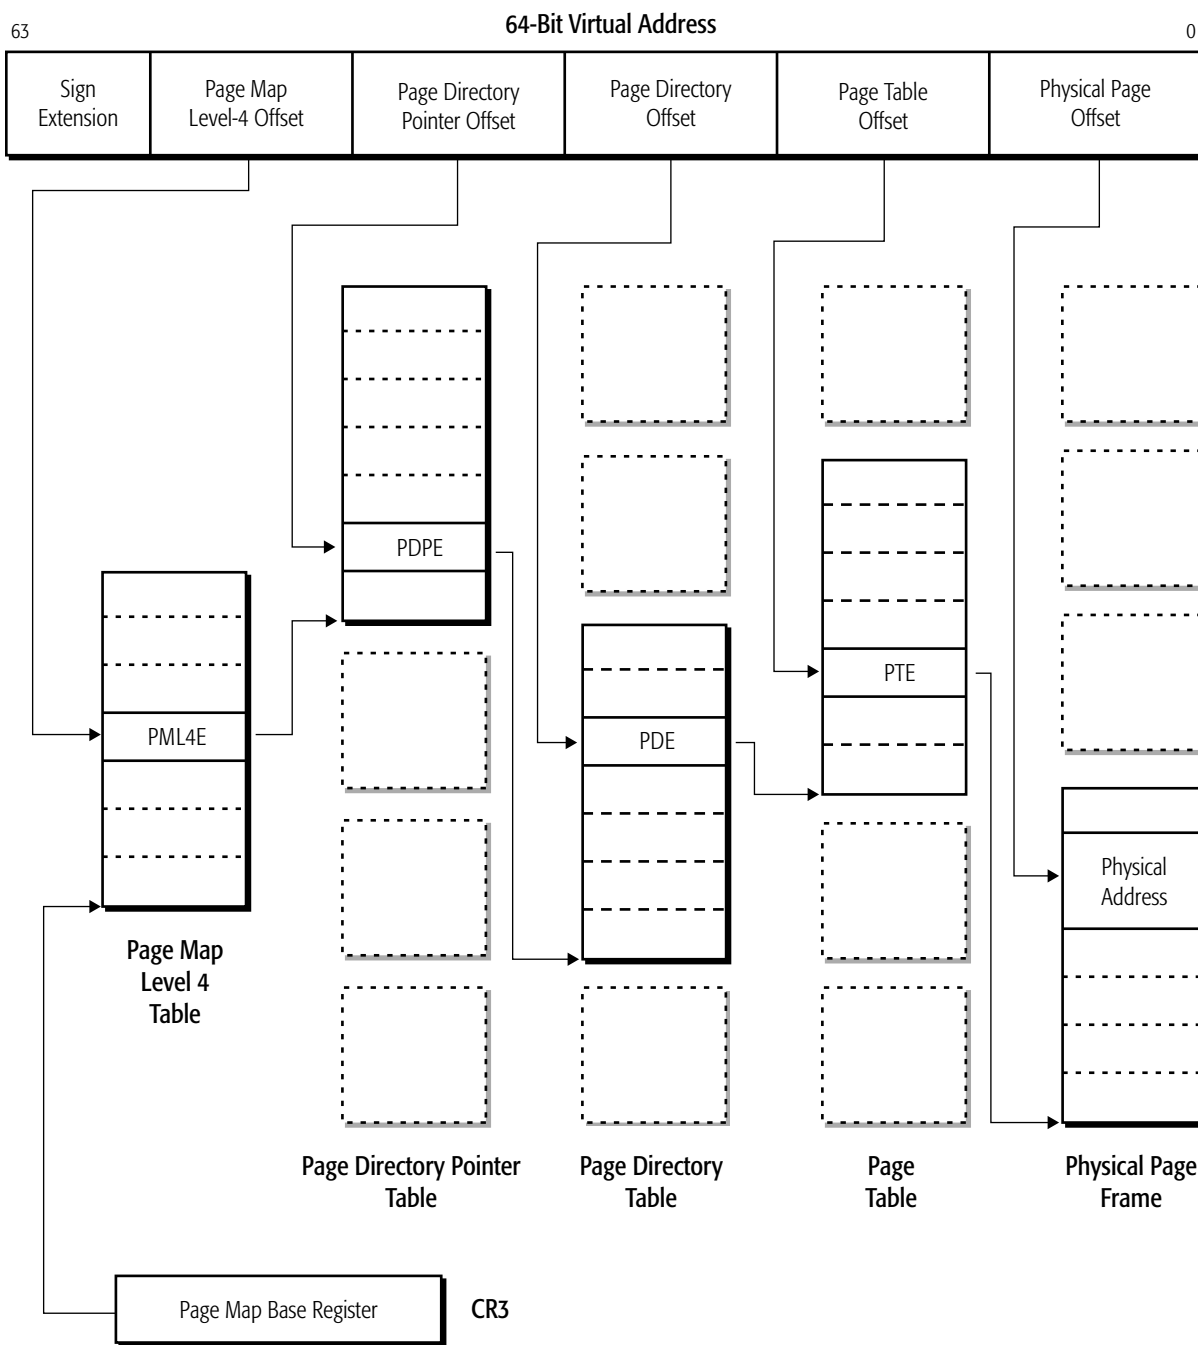 64-Bit Virtual Address
63
0
Sign
Extension
Page Map
Level-4 Offset
Page Directory
Pointer Offset
Page Directory
Offset
Page Table
Offset
Physical Page
Offset
PDPE
PTE
PML4E
PDE
Physical
Address
Page Map
Level 4
Table
Page Directory Pointer
Table
Page Directory
Table
Page
Table
Physical Page
Frame
Page Map Base Register
CR3